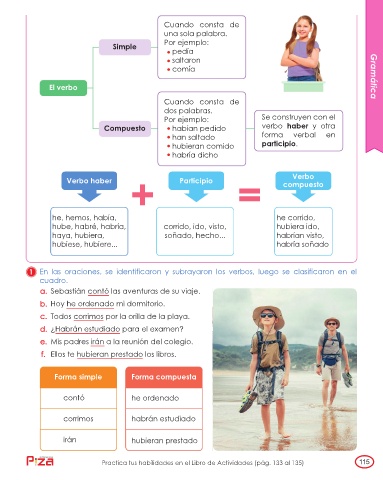 Cuando consta de
una sola palabra.
Por ejemplo:
• pedía
• saltaron
• comía
Simple
Gramática
El verbo
Cuando consta de
dos palabras.
Por ejemplo:
• habían pedido
• han saltado
• hubieran comido
• habría dicho
Compuesto
Se construyen con el
verbo haber y otra
forma verbal en
participio.
Verbo haber
+
Participio
=
Verbo
compuesto
he, hemos, había,
hube, habré, habría,
haya, hubiera,
hubiese, hubiere...
corrido, ido, visto,
soñado, hecho...
he corrido,
hubiera ido,
habrían visto,
habría soñado
1 En las oraciones, se identificaron y subrayaron los verbos, luego se clasificaron en el
cuadro.
a. Sebastián contó las aventuras de su viaje.
b. Hoy he ordenado mi dormitorio.
c. Todos corrimos por la orilla de la playa.
d. ¿Habrán estudiado para el examen?
e. Mis padres irán a la reunión del colegio.
f. Ellos te hubieran prestado los libros.
Forma simple
Forma compuesta
contó
he ordenado
corrimos
habrán estudiado
irán
hubieran prestado
Practica tus habilidades en el Libro de Actividades (pág. 133 al 135)
115